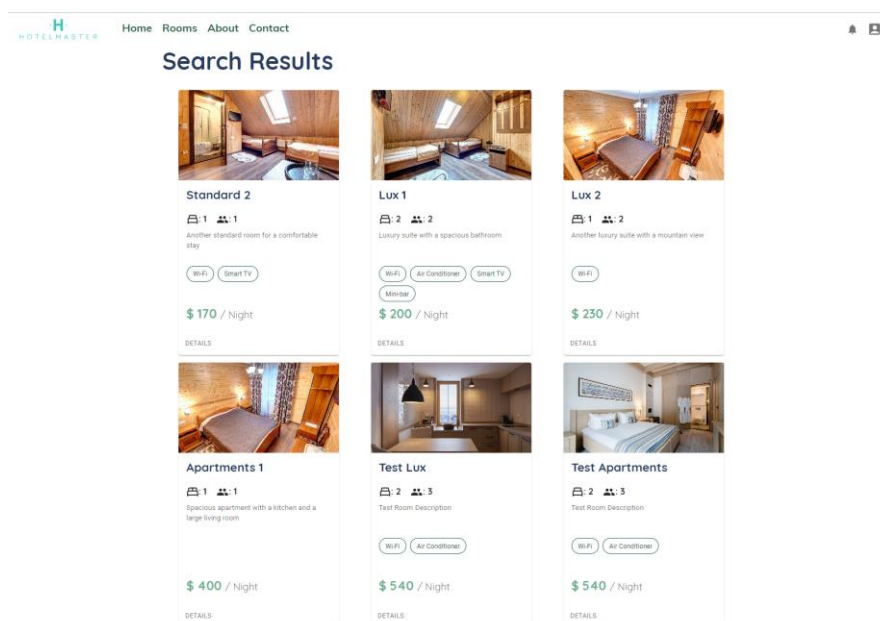 H
HOTELMASTER
Home Rooms About Contact
Search Results
Standard 2
: 1 : 1
Another standard room for a comfortable
stay
Wi-Fi Smart TV
$ 170 / Night
DETAILS
Lux 1
: 2 : 2
Luxury suite with a spacious bathroom
Wi-Fi Air Conditioner Smart TV
Mini-bar
$ 200 / Night
DETAILS
Lux 2
: 1 : 2
Another luxury suite with a mountain view
Wi-Fi
$ 230 / Night
DETAILS
Apartments 1
: 1 : 1
Spacious apartment with a kitchen and a
large living room
$ 400 / Night
DETAILS
Test Lux
: 2 : 3
Test Room Description
Wi-Fi Air Conditioner
$ 540 / Night
DETAILS
Test Apartments
: 2 : 3
Test Room Description
Wi-Fi Air Conditioner
$ 540 / Night
DETAILS